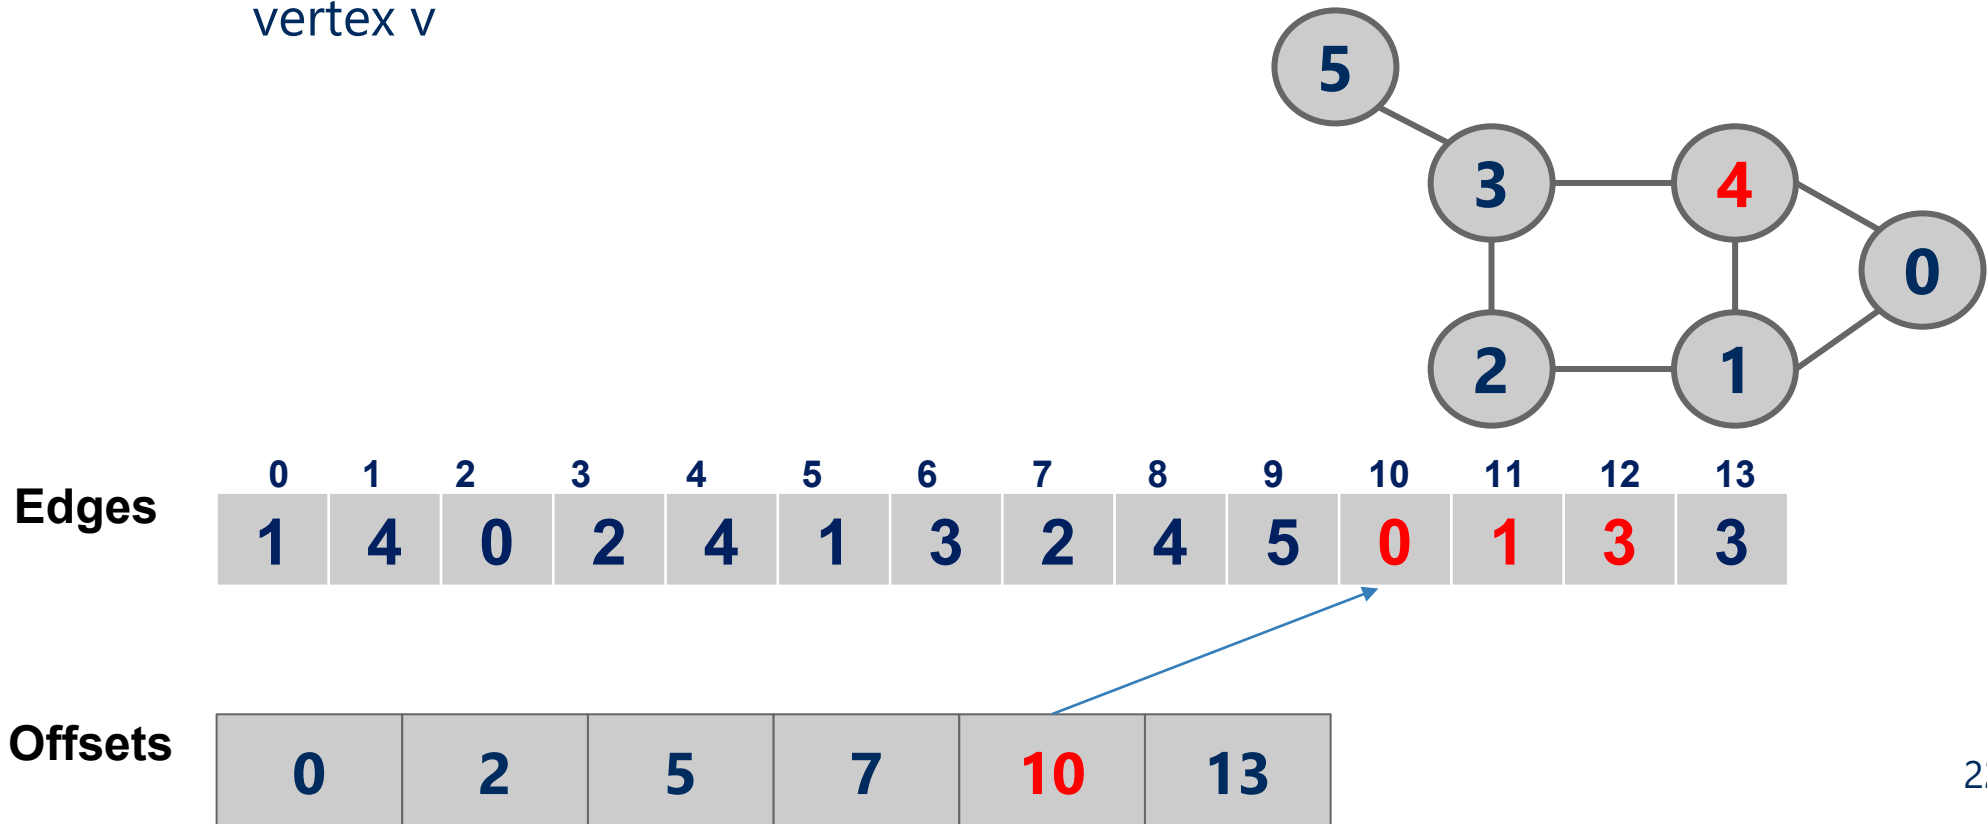 vertex v
5
3 4
0
2 1
0 1 2 3 4 5 6 7 8 9 10 11 12 13
Edges 1 4 0 2 4 1 3 2 4 5 0 1 3 3
Offsets 0 2 5 7 10 13